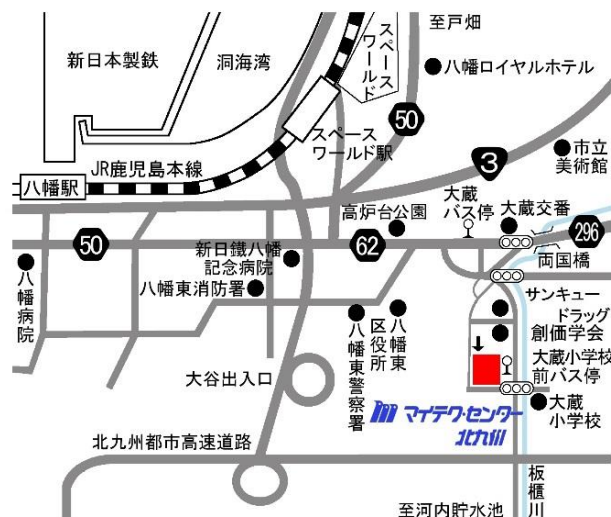 至戸畑
スペース
ワールド
新日本製鉄
洞海湾
八幡ロイヤルホテル
50
スペース
ワールド駅
3
市立
美術館
JR鹿児島本線
八幡駅
大蔵
バス停
大蔵交番
高炉台公園
296
50
62
新日鐵八幡
記念病院
両国橋
八幡病院
八幡東消防署
サンキュー
ドラッグ
創価学会
八幡東
区役所
八幡東警察署
大蔵小学校
前バス停
大谷出入口
大蔵
小学校
マイテク・センター
北九州
北九州都市高速道路
板櫃川
至河内貯水池